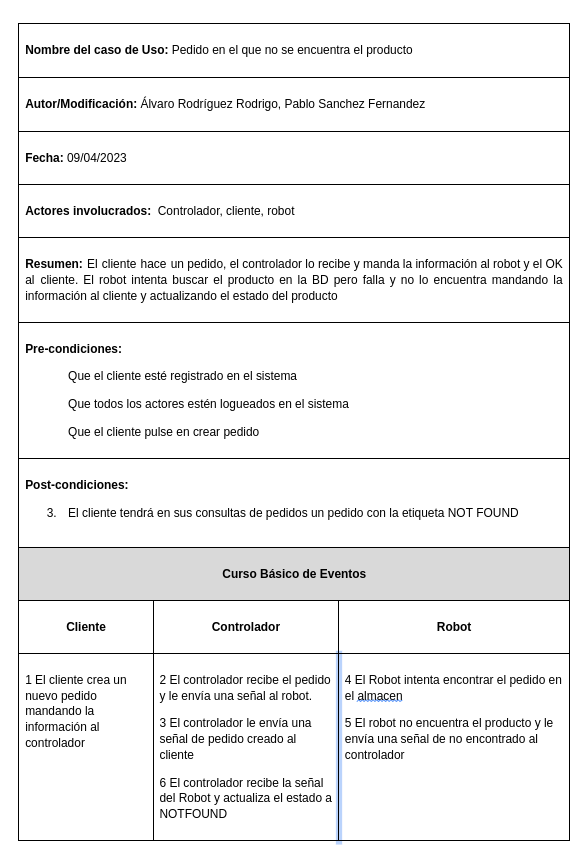 Nombre del caso de Uso: Pedido en el que no se encuentra el producto
Autor/Modificación: Álvaro Rodríguez Rodrigo, Pablo Sanchez Fernandez
Fecha: 09/04/2023
Actores involucrados: Controlador, cliente, robot
Resumen: El cliente hace un pedido, el controlador lo recibe y manda la información al robot y el OK
al cliente. El robot intenta buscar el producto en la BD pero falla y no lo encuentra mandando la
información al cliente y actualizando el estado del producto
Pre-condiciones:
Que el cliente esté registrado en el sistema
Que todos los actores estén logueados en el sistema
Que el cliente pulse en crear pedido
Post-condiciones:
3. El cliente tendrá en sus consultas de pedidos un pedido con la etiqueta NOT FOUND
Curso Básico de Eventos
Cliente
Controlador
Robot
1 El cliente crea un
nuevo pedido
mandando la
información al
controlador
2 El controlador recibe el pedido
y le envía una señal al robot.
3 El controlador le envía una
señal de pedido creado al
cliente
6 El controlador recibe la señal
del Robot y actualiza el estado a
NOTFOUND
4 El Robot intenta encontrar el pedido en
el almacen
5 El robot no encuentra el producto y le
envía una señal de no encontrado al
controlador